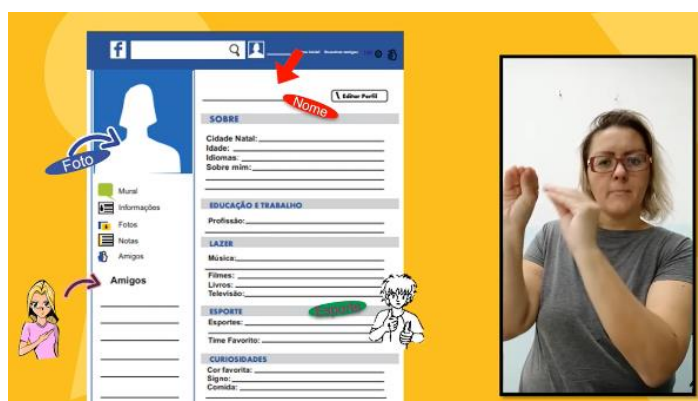 f
Editar Perfil
Nome
SOBRE
Cidade Natal:
Idade:
Idiomas:
Sobre mim:
Foto
Mural
Informações
Fotos
Notas
Amigos
Amigos
EDUCAÇÃO E TRABALHO
Profissão:
LAZER
Música:
Filmes:
Livros:
Televisão:
ESPORTE
Esportes:
Time Favorito:
CURIOSIDADES
Cor favorita:
Signo:
Comida: